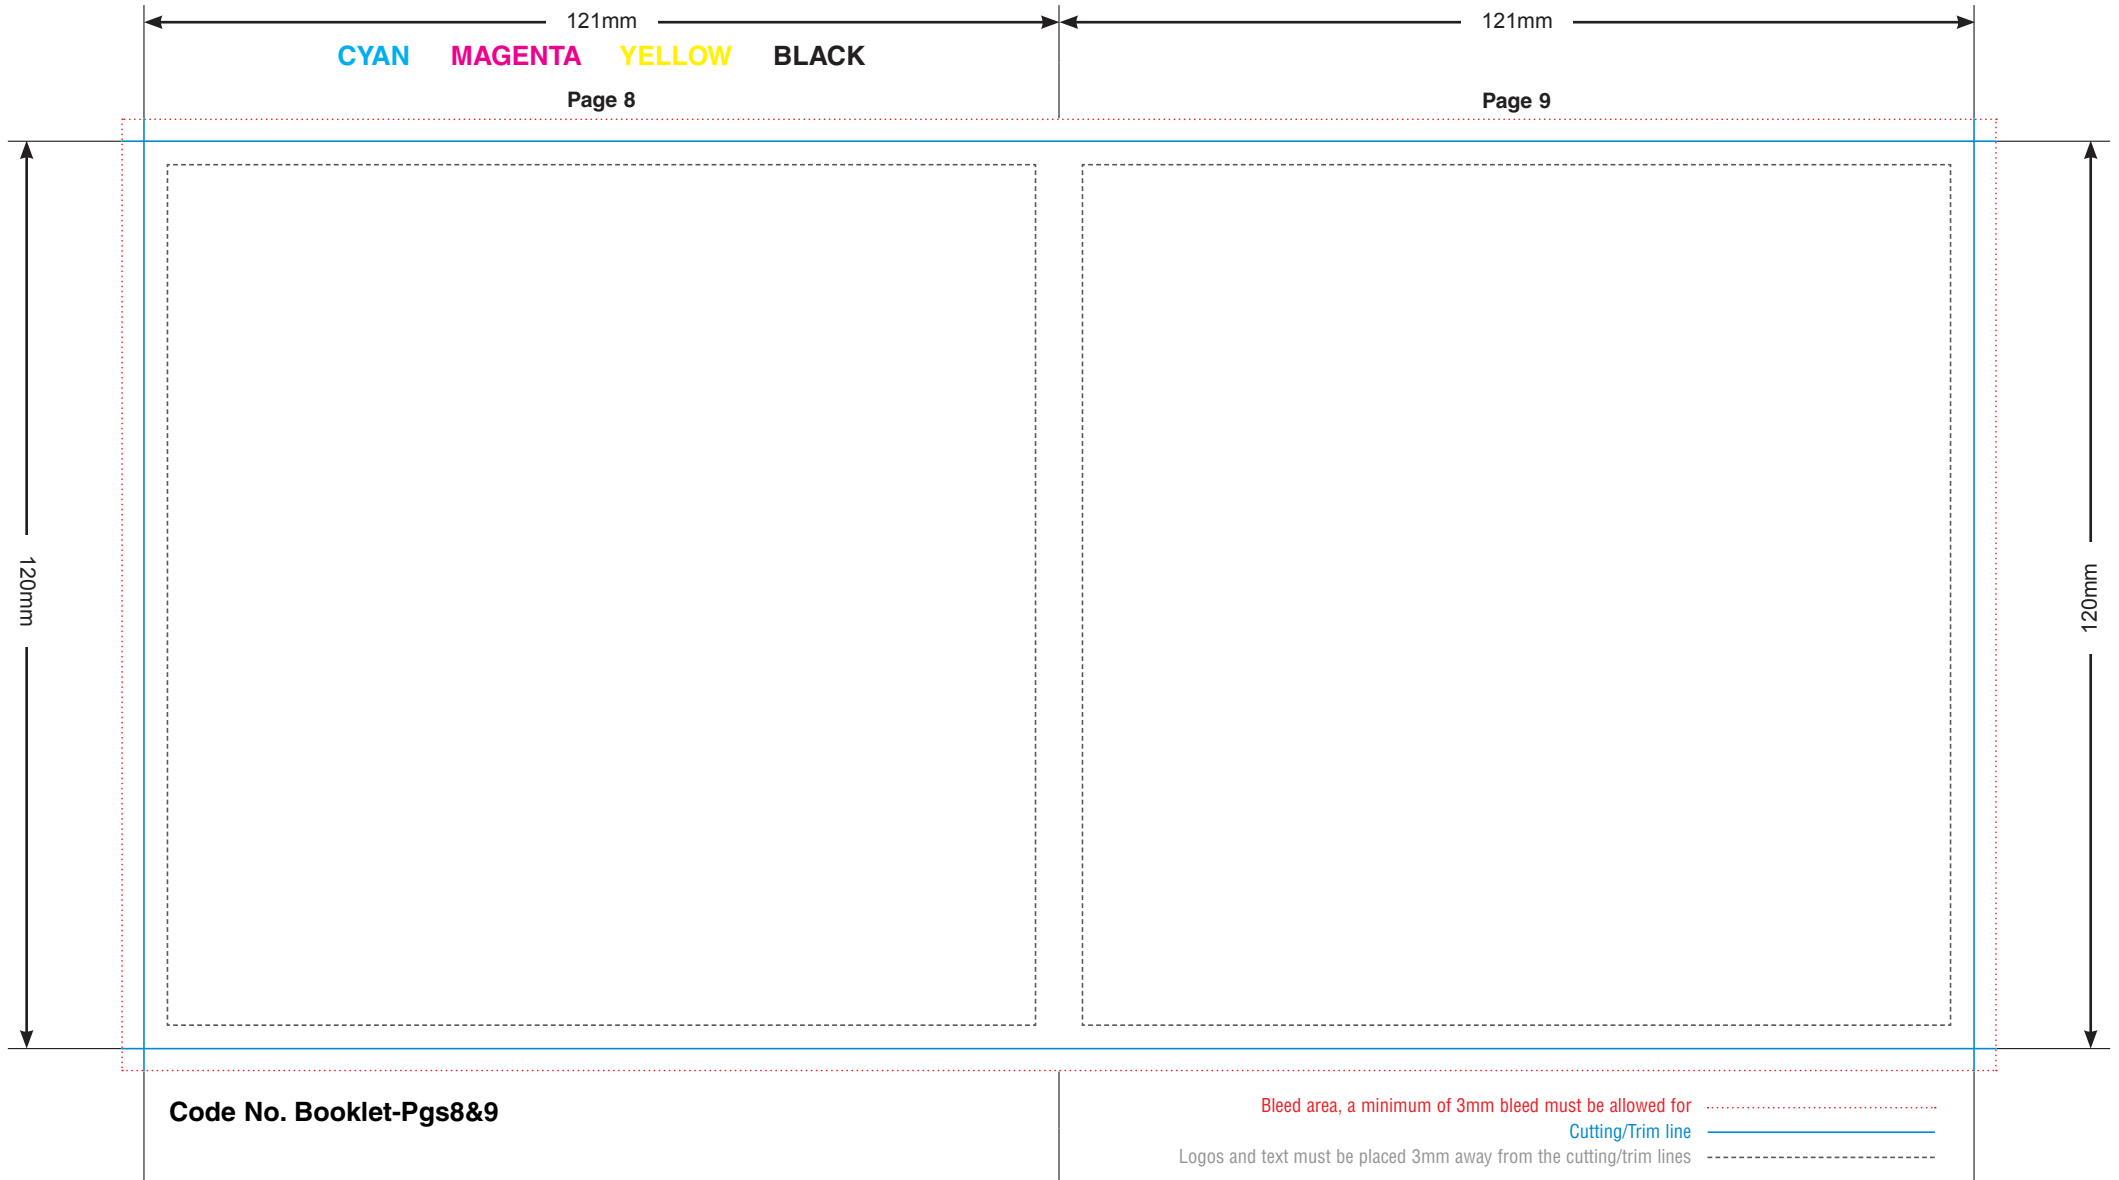 121mm
121mm
CYAN MAGENTA YELLOW BLACK
Page 8
Page 9
120mm
120mm
Code No. Booklet-Pgs8&9
Bleed area, a minimum of 3mm bleed must be allowed for
Cutting/Trim line
Logos and text must be placed 3mm away from the cutting/trim lines